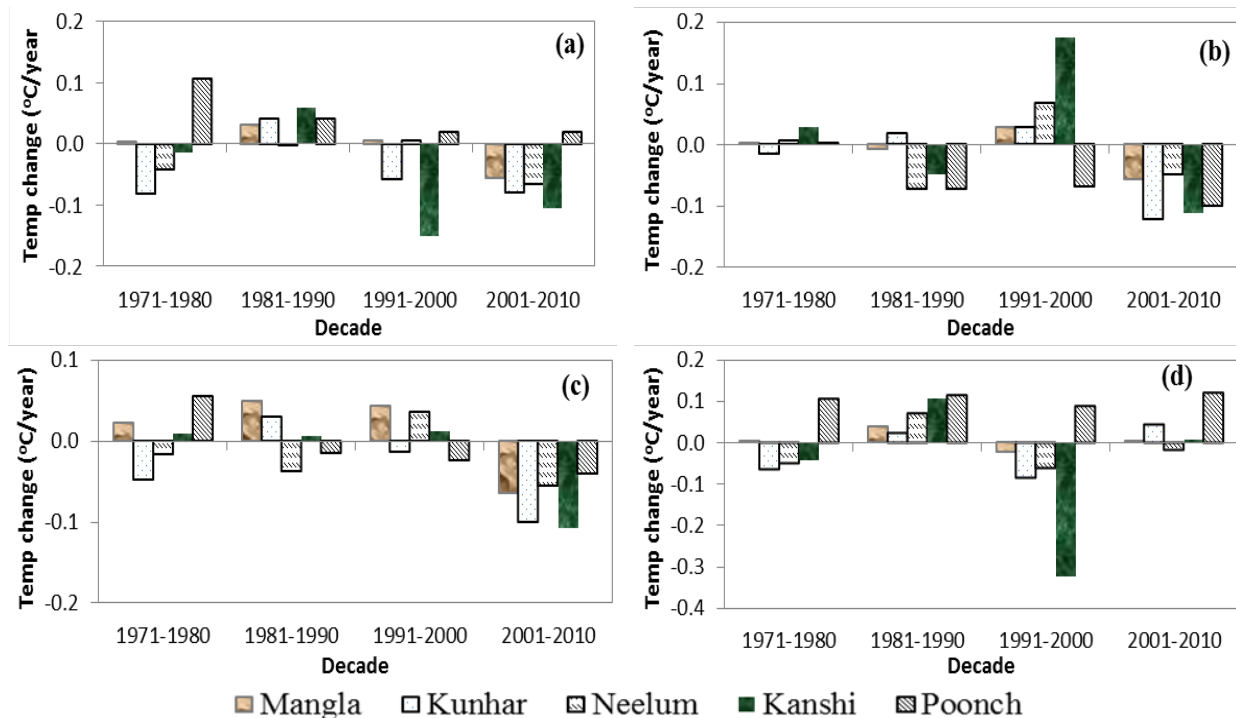 Temp change (°C/year
0.2
0.1
0.0
-0.1
-0.2
(a)
1971-1980 1981-1990 1991-2000 2001-2010
Decade
Temp change (°C/year)
0.2
0.1
0.0
-0.1
-0.2
(b)
1971-1980 1981-1990 1991-2000 2001-2010
Decade
Temp change (°C/year)
0.1
0.0
-0.1
-0.2
(c)
1971-1980 1981-1990 1991-2000 2001-2010
Decade
Temp change (°C/year)
0.2
0.1
0.0
-0.1
-0.2
-0.3
-0.4
(d)
1971-1980 1981-1990 1991-2000 2001-2010
Decade
Mangla Kunhar Neelum Kanshi Poonch